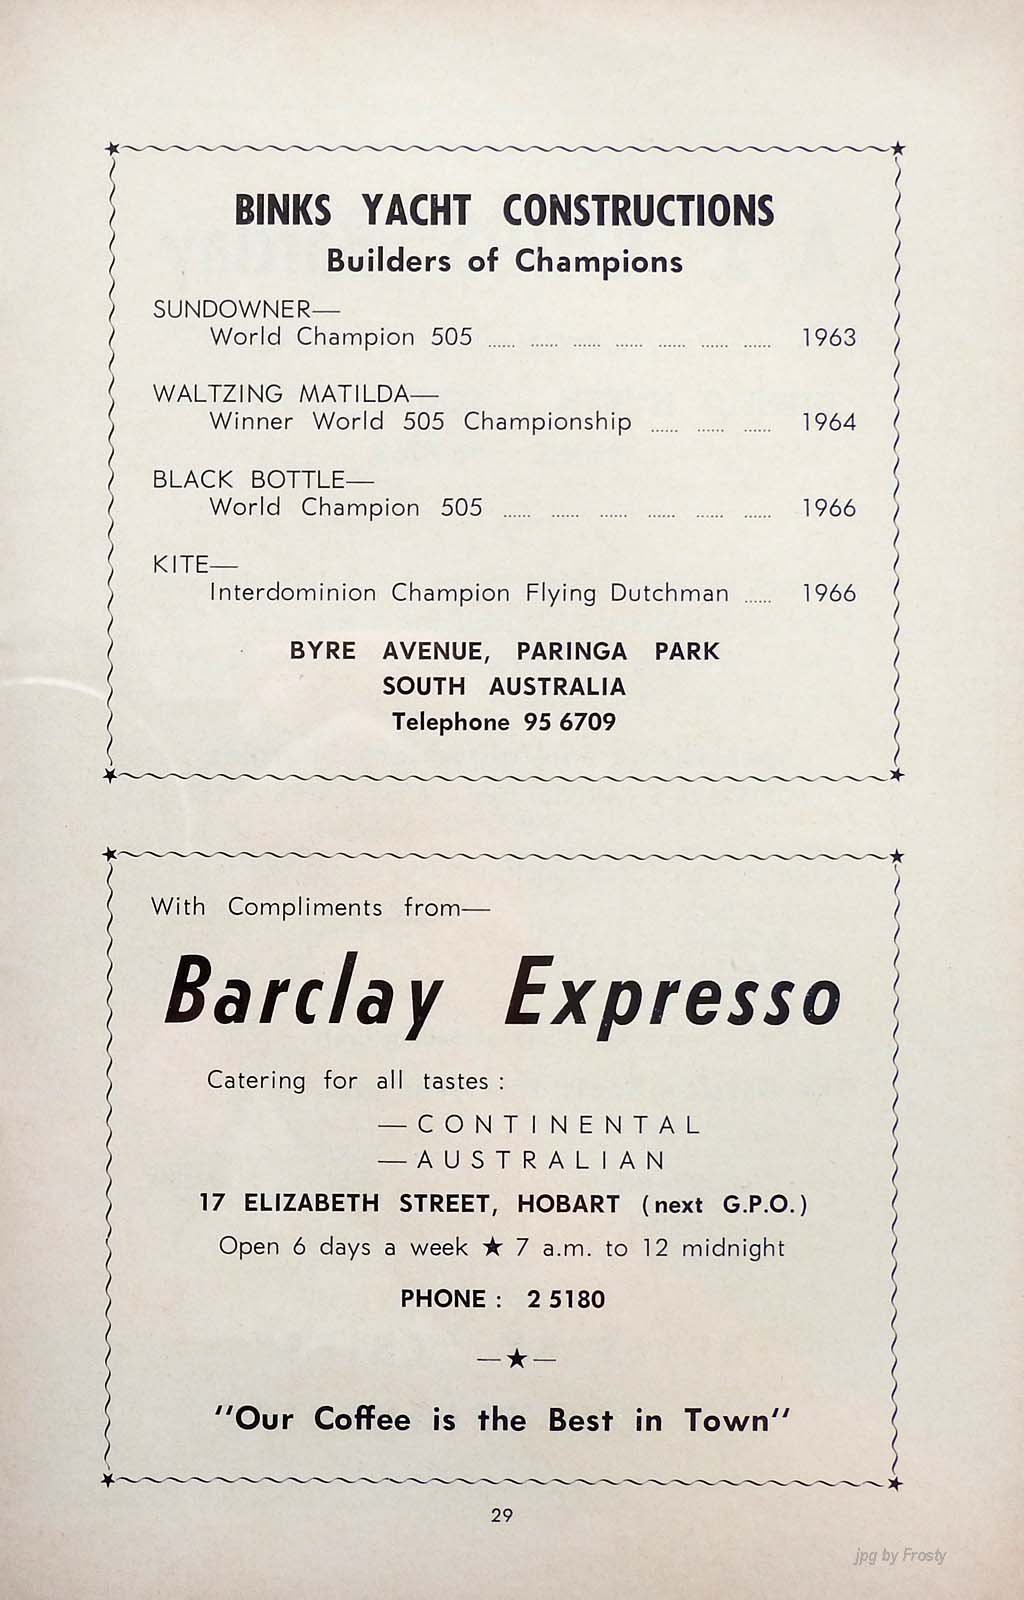 BINKS YACHT CONSTRUCTIONS
Builders of Champions
SUNDOWNER—
World Champion 505 ...... ...... ...... ...... ...... ...... ...... 1963
WALTZING MATILDA—
Winner World 505 Championship ...... ...... ...... 1964
BLACK BOTTLE—
World Champion 505 ...... ...... ...... ...... ...... ...... 1966
KITE—
Interdominion Champion Flying Dutchman ...... 1966
BYRE AVENUE, PARINGA PARK
SOUTH AUSTRALIA
Telephone 95 6709
With Compliments from—
Barclay Expresso
Catering for all tastes :
—CONTINENTAL
—AUSTRALIAN
17 ELIZABETH STREET, HOBART (next G.P.O.)
Open 6 days a week ★ 7 a.m. to 12 midnight
PHONE : 2 5180
—★—
"Our Coffee is the Best in Town"
29
jpg by Frosty